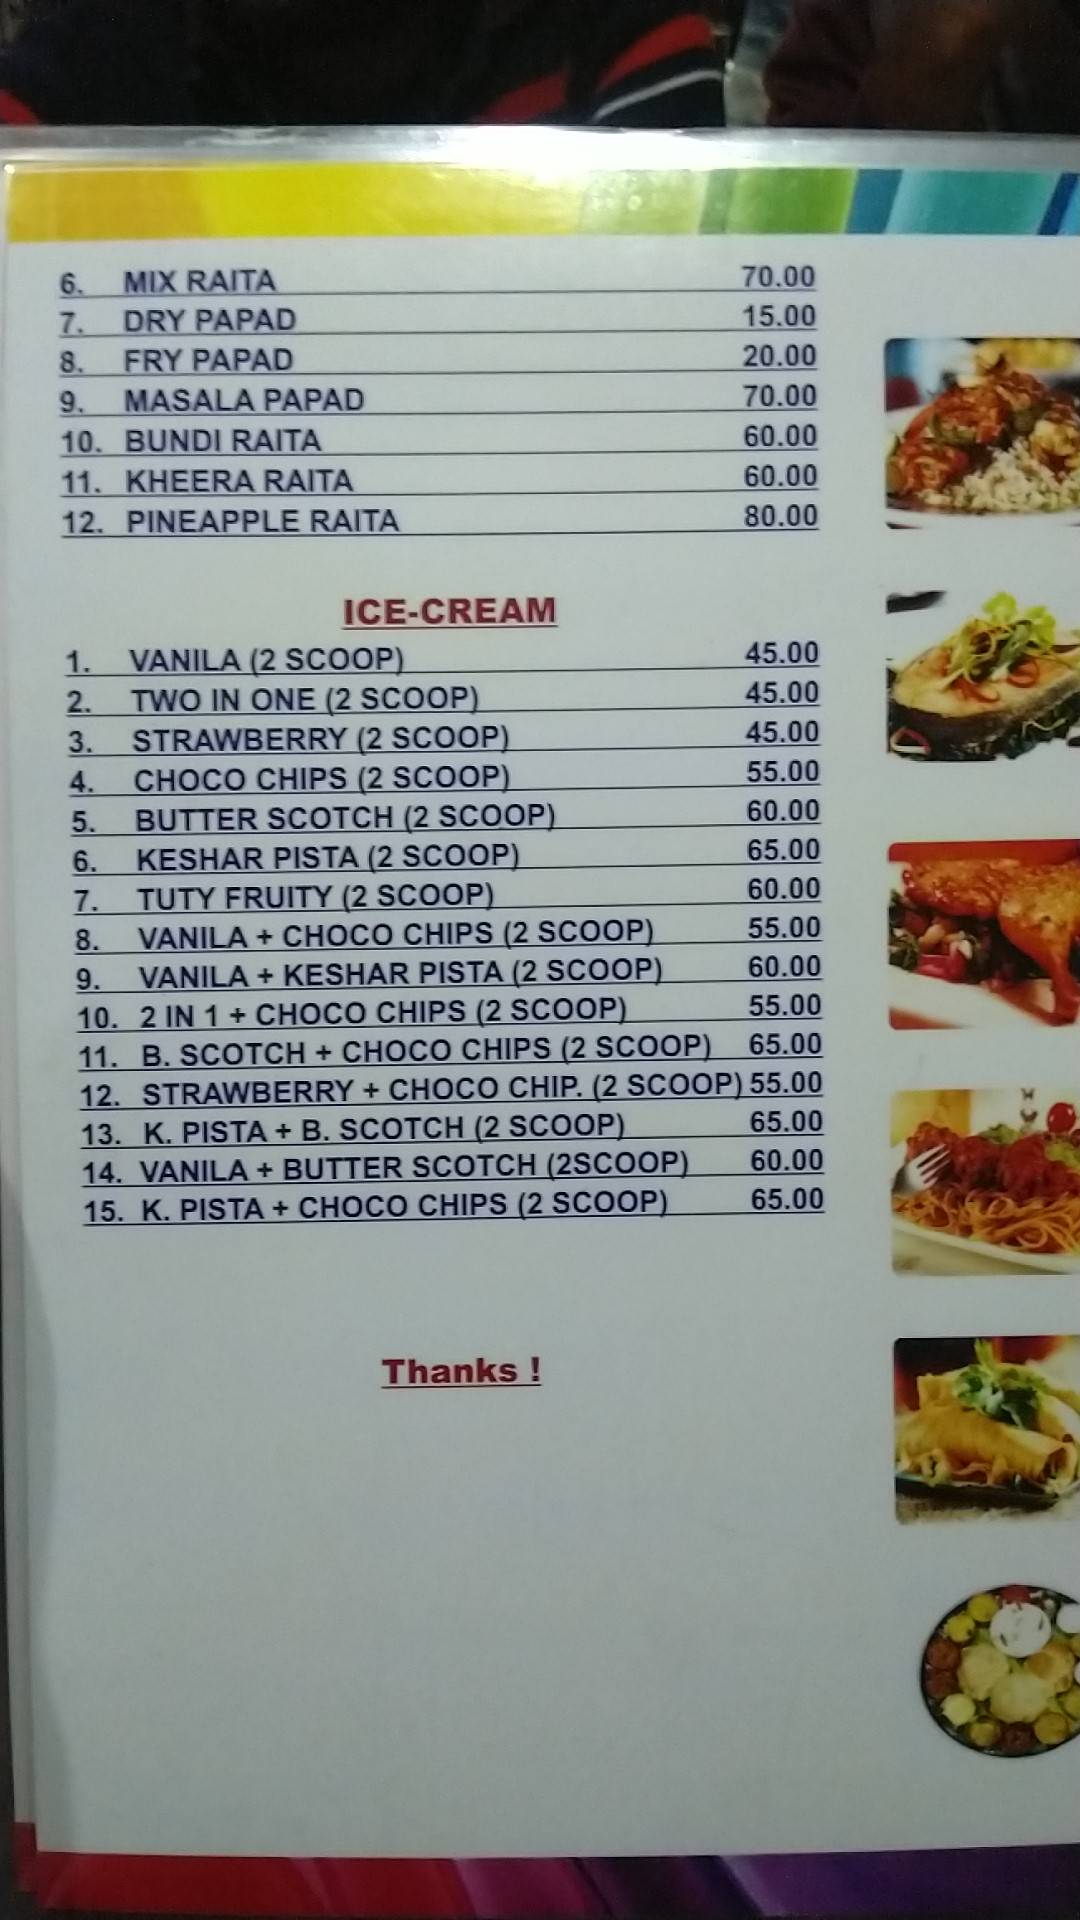 6. MIX RAITA 70.00
7. DRY PAPAD 15.00
8. FRY PAPAD 20.00
9. MASALA PAPAD 70.00
10. BUNDI RAITA 60.00
11. KHEERA RAITA 60.00
12. PINEAPPLE RAITA 80.00
ICE-CREAM
1. VANILA (2 SCOOP) 45.00
2. TWO IN ONE (2 SCOOP) 45.00
3. STRAWBERRY (2 SCOOP) 45.00
4. CHOCO CHIPS (2 SCOOP) 55.00
5. BUTTER SCOTCH (2 SCOOP) 60.00
6. KESHAR PISTA (2 SCOOP) 65.00
7. TUTY FRUITY (2 SCOOP) 60.00
8. VANILA + CHOCO CHIPS (2 SCOOP) 55.00
9. VANILA + KESHAR PISTA (2 SCOOP) 60.00
10. 2 IN 1 + CHOCO CHIPS (2 SCOOP) 55.00
11. B. SCOTCH + CHOCO CHIPS (2 SCOOP) 65.00
12. STRAWBERRY + CHOCO CHIP. (2 SCOOP) 55.00
13. K. PISTA + B. SCOTCH (2 SCOOP) 65.00
14. VANILA + BUTTER SCOTCH (2SCOOP) 60.00
15. K. PISTA + CHOCO CHIPS (2 SCOOP) 65.00
Thanks !